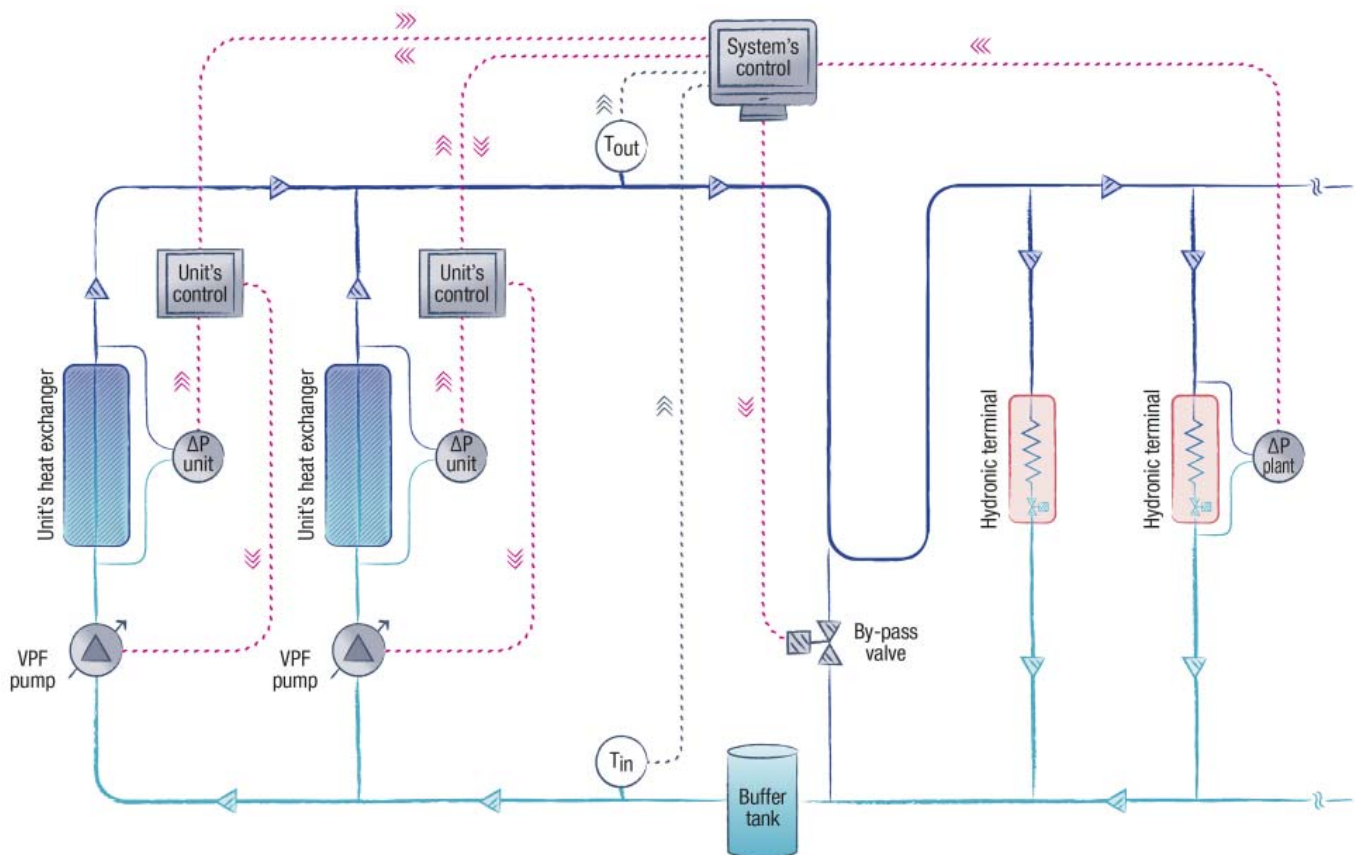 System's
control
Tout
Unit's
control
Unit's
control
Unit's heat exchanger
ΔP
unit
Unit's heat exchanger
ΔP
unit
Hydronic terminal
Hydronic terminal
ΔP
plant
VPF
pump
VPF
pump
By-pass
valve
Tin
Buffer
tank